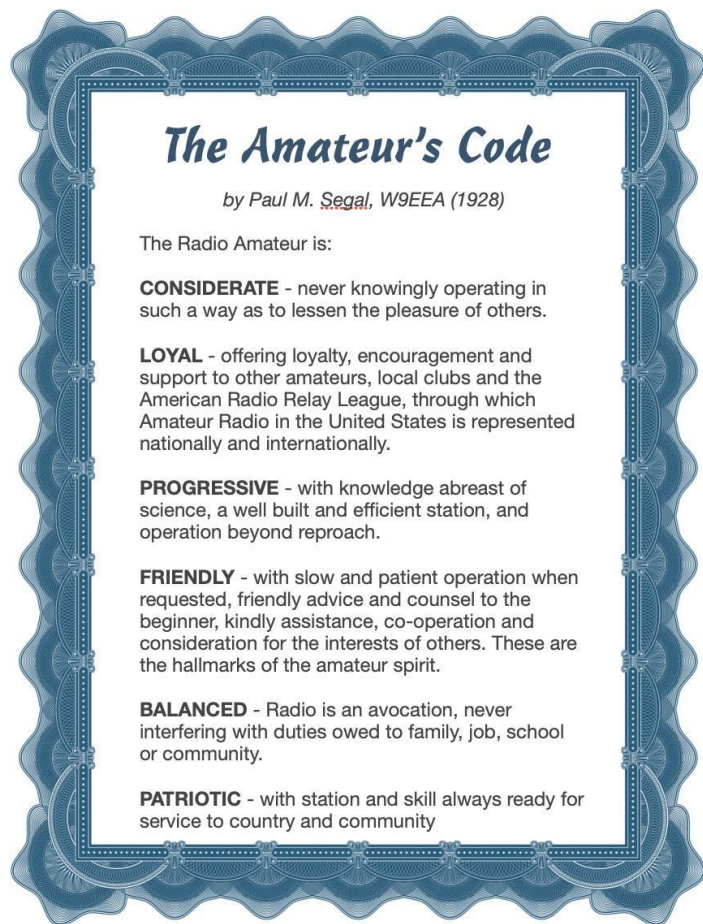 The Amateur's Code
by Paul M. Segal, W9EEA (1928)
The Radio Amateur is:
CONSIDERATE - never knowingly operating in
such a way as to lessen the pleasure of others.
LOYAL - offering loyalty, encouragement and
support to other amateurs, local clubs and the
American Radio Relay League, through which
Amateur Radio in the United States is represented
nationally and internationally.
PROGRESSIVE - with knowledge abreast of
science, a well built and efficient station, and
operation beyond reproach.
FRIENDLY - with slow and patient operation when
requested, friendly advice and counsel to the
beginner, kindly assistance, co-operation and
consideration for the interests of others. These are
the hallmarks of the amateur spirit.
BALANCED - Radio is an avocation, never
interfering with duties owed to family, job, school
or community.
PATRIOTIC - with station and skill always ready for
service to country and community